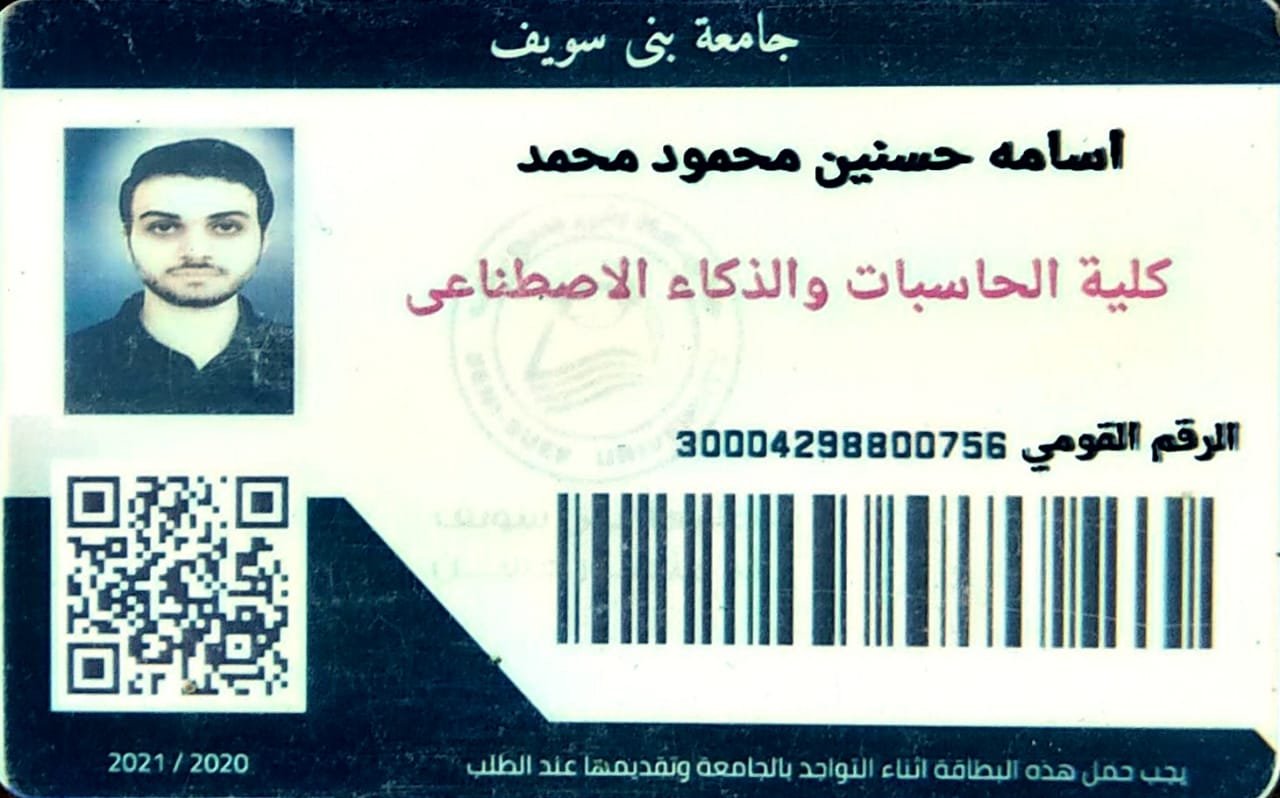 جامعة بنى سويف
اسامه حسنين محمود محمد
كلية الحاسبات والذكاء الاصطناعى
الرقم القومي 30004298800756
يجب حمل هذه البطاقة اثناء التواجد بالجامعة وتقديمها عند الطلب
2021 / 2020